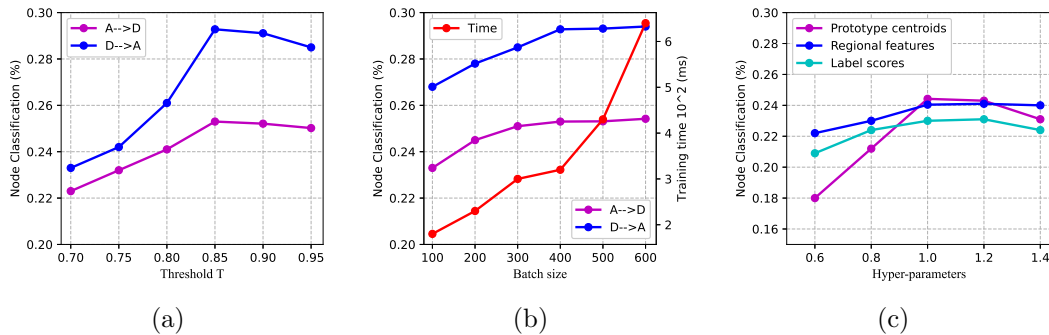 0.30
0.28
0.26
0.24
0.22
0.20
Node Classification (%)
A-->D
D-->A
0.70 0.75 0.80 0.85 0.90 0.95
Threshold T
(a)
0.30
0.28
0.26
0.24
0.22
0.20
Node Classification (%)
Time
A-->D
D-->A
6
5
4
3
2
Training time 10^2 (ms)
100 200 300 400 500 600
Batch size
(b)
0.30
0.28
0.26
0.24
0.22
0.20
0.18
0.16
Node Classification (%)
Prototype centroids
Regional features
Label scores
0.6 0.8 1.0 1.2 1.4
Hyper-parameters
(c)